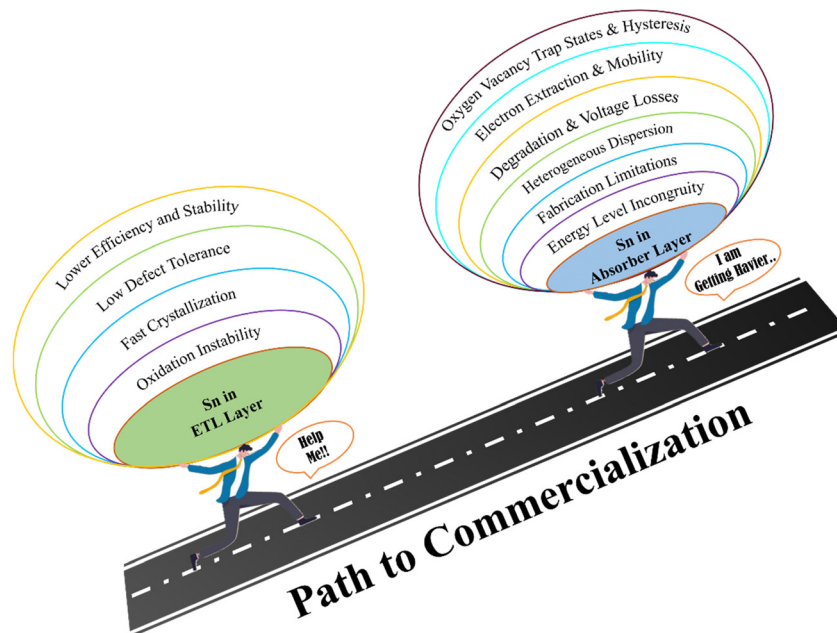 Lower Efficiency and Stability
Low Defect Tolerance
Fast Crystallization
Oxidation Instability
Sn in
ETL Layer
Help
Me!!
Oxygen Vacancy Trap States & Hysteresis
Electron Extraction & Mobility
Degradation & Voltage Losses
Heterogeneous Dispersion
Fabrication Limitations
Energy Level Incongruity
Sn in
Absorber Layer
I am
Getting Havier..
Path to Commercialization